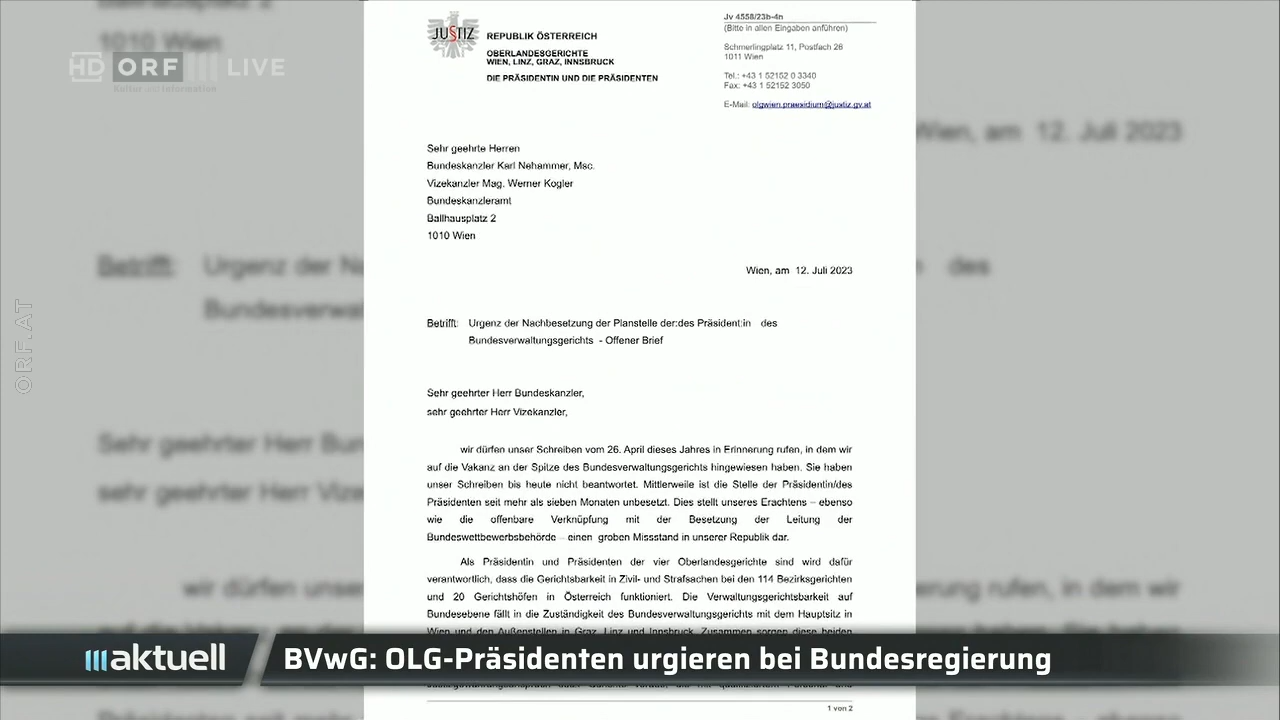 HD ORF III LIVE
Kultur und Information
ORF.AT
JUSTIZ
REPUBLIK ÖSTERREICH
OBERLANDESGERICHTE
WIEN, LINZ, GRAZ, INNSBRUCK
DIE PRÄSIDENTIN UND DIE PRÄSIDENTEN
Jv 4558/23b-4n
(Bitte in allen Eingaben anführen)
Schmerlingplatz 11, Postfach 26
1011 Wien
Tel.: +43 1 52152 0 3340
Fax: +43 1 52152 3050
E-Mail: olgwien.praesidium@justiz.gv.at
Sehr geehrte Herren
Bundeskanzler Karl Nehammer, Msc.
Vizekanzler Mag. Werner Kogler
Bundeskanzleramt
Ballhausplatz 2
1010 Wien
Wien, am 12. Juli 2023
Betrifft: Urgenz der Nachbesetzung der Planstelle der:des Präsident:in des
Bundesverwaltungsgerichts - Offener Brief
Sehr geehrter Herr Bundeskanzler,
sehr geehrter Herr Vizekanzler,
wir dürfen unser Schreiben vom 26. April dieses Jahres in Erinnerung rufen, in dem wir
auf die Vakanz an der Spitze des Bundesverwaltungsgerichts hingewiesen haben. Sie haben
unser Schreiben bis heute nicht beantwortet. Mittlerweile ist die Stelle der Präsidentin/des
Präsidenten seit mehr als sieben Monaten unbesetzt. Dies stellt unseres Erachtens – ebenso
wie die offenbare Verknüpfung mit der Besetzung der Leitung der
Bundeswettbewerbsbehörde – einen groben Missstand in unserer Republik dar.
Als Präsidentin und Präsidenten der vier Oberlandesgerichte sind wird dafür
verantwortlich, dass die Gerichtsbarkeit in Zivil- und Strafsachen bei den 114 Bezirksgerichten
und 20 Gerichtshöfen in Österreich funktioniert. Die Verwaltungsgerichtsbarkeit auf
Bundesebene fällt in die Zuständigkeit des Bundesverwaltungsgerichts mit dem Hauptsitz in
Wien und den Außenstellen in Graz, Linz und Innsbruck. Zusammen sorgen diese beiden
III aktuell
BVwG: OLG-Präsidenten urgieren bei Bundesregierung
1 von 2